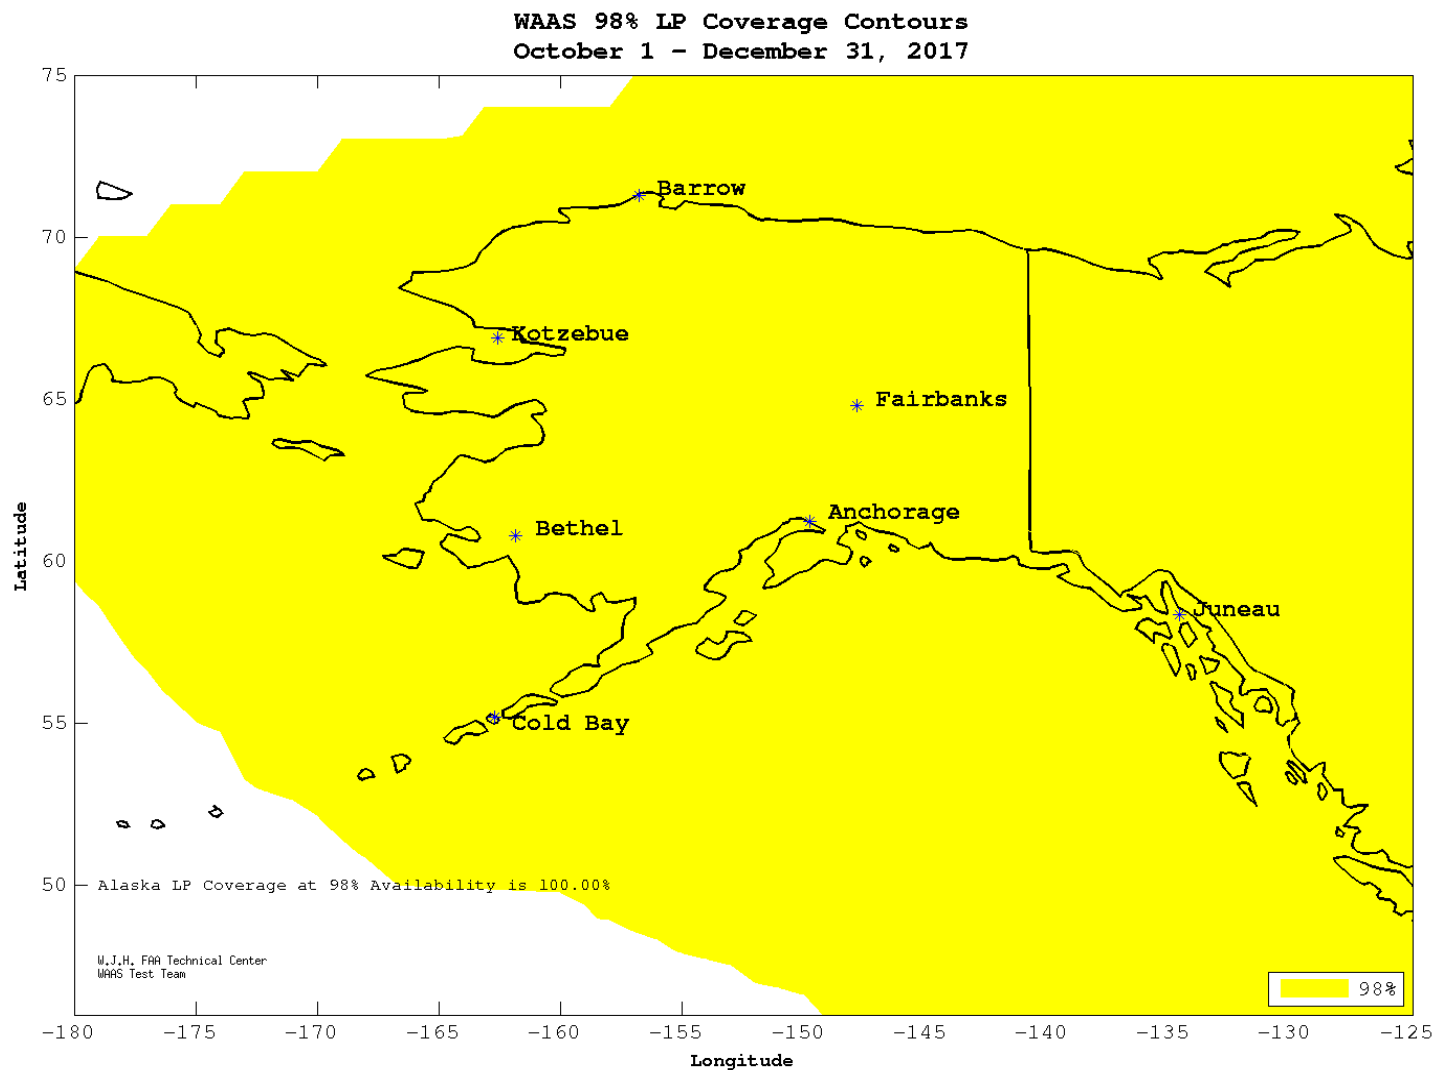 WAAS 98% LP Coverage Contours
October 1 – December 31, 2017
75
70
65
60
55
50
Latitude
Barrow
Kotzebue
Fairbanks
Anchorage
Bethel
Juneau
Cold Bay
Alaska LP Coverage at 98% Availability is 100.00%
W.J.H. FAA Technical Center
WAAS Test Team
98%
−180 −175 −170 −165 −160 −155 −150 −145 −140 −135 −130 −125
Longitude